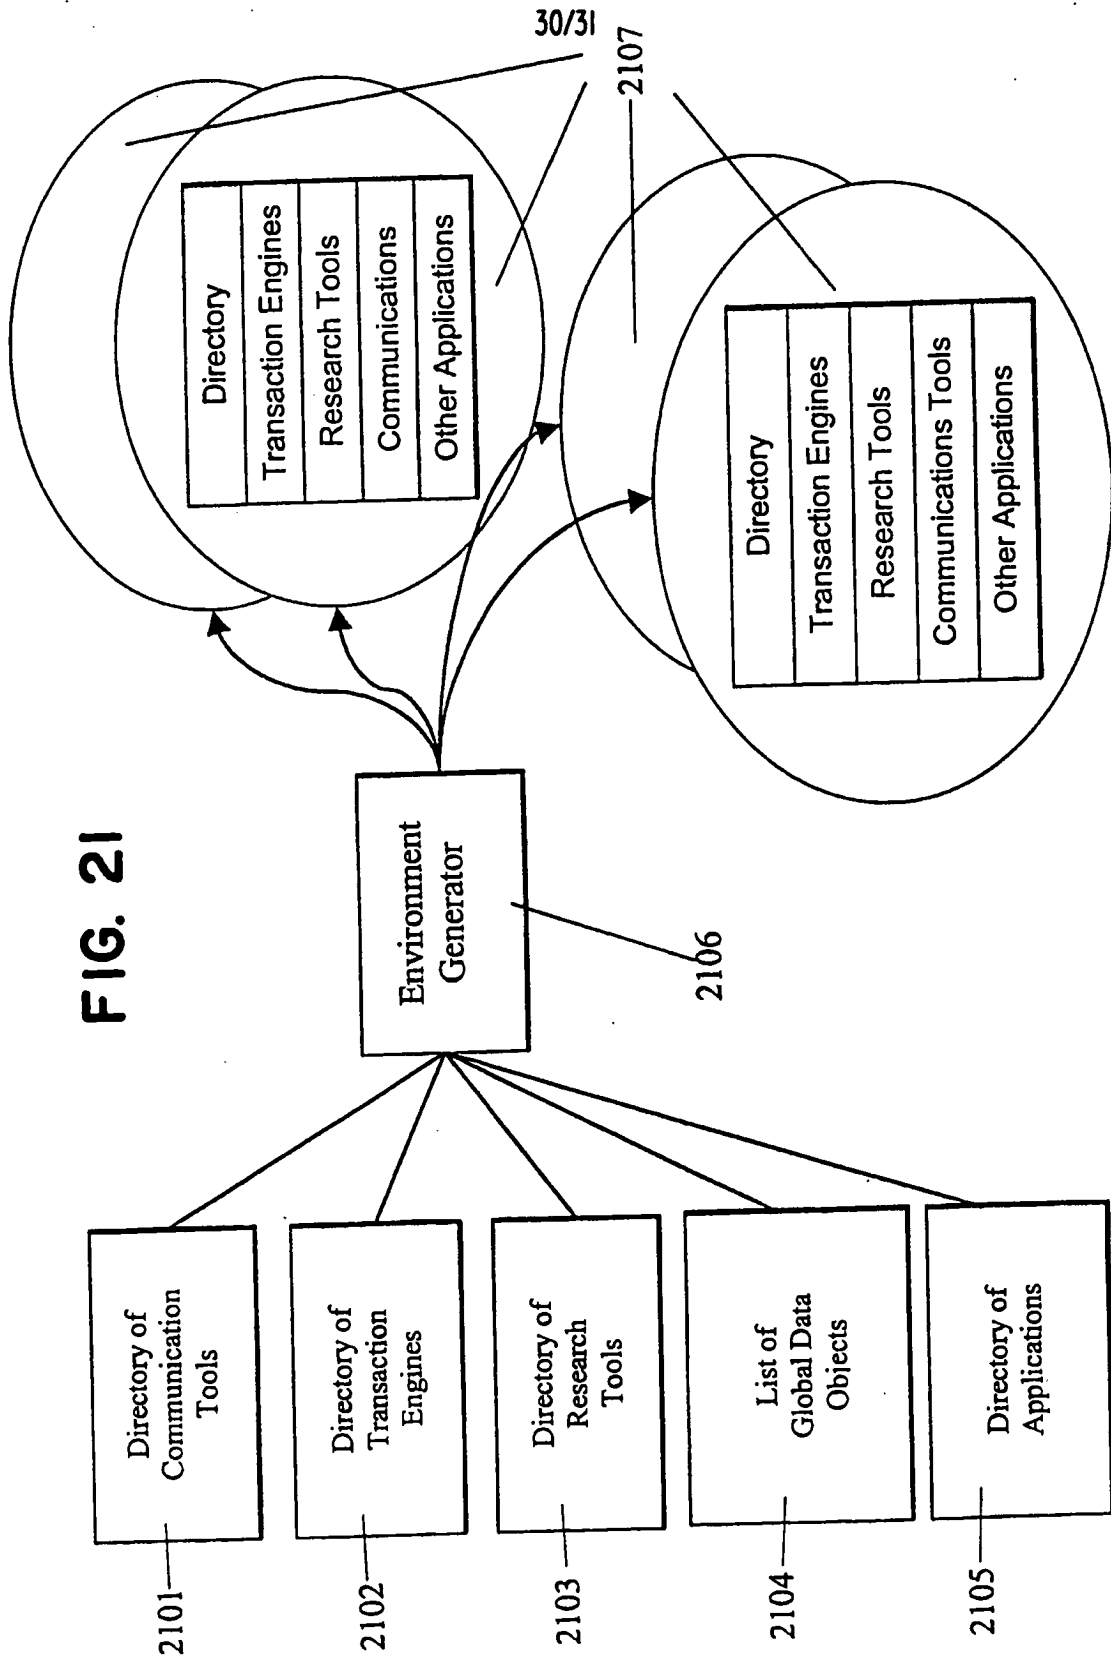 FIG. 21
2101
Directory of
Communication
Tools
2102
Directory of
Transaction
Engines
2103
Directory of
Research
Tools
2104
List of
Global Data
Objects
2105
Directory of
Applications
Environment
Generator
2106
30/31
Directory
Transaction Engines
Research Tools
Communications
Other Applications
2107
Directory
Transaction Engines
Research Tools
Communications Tools
Other Applications